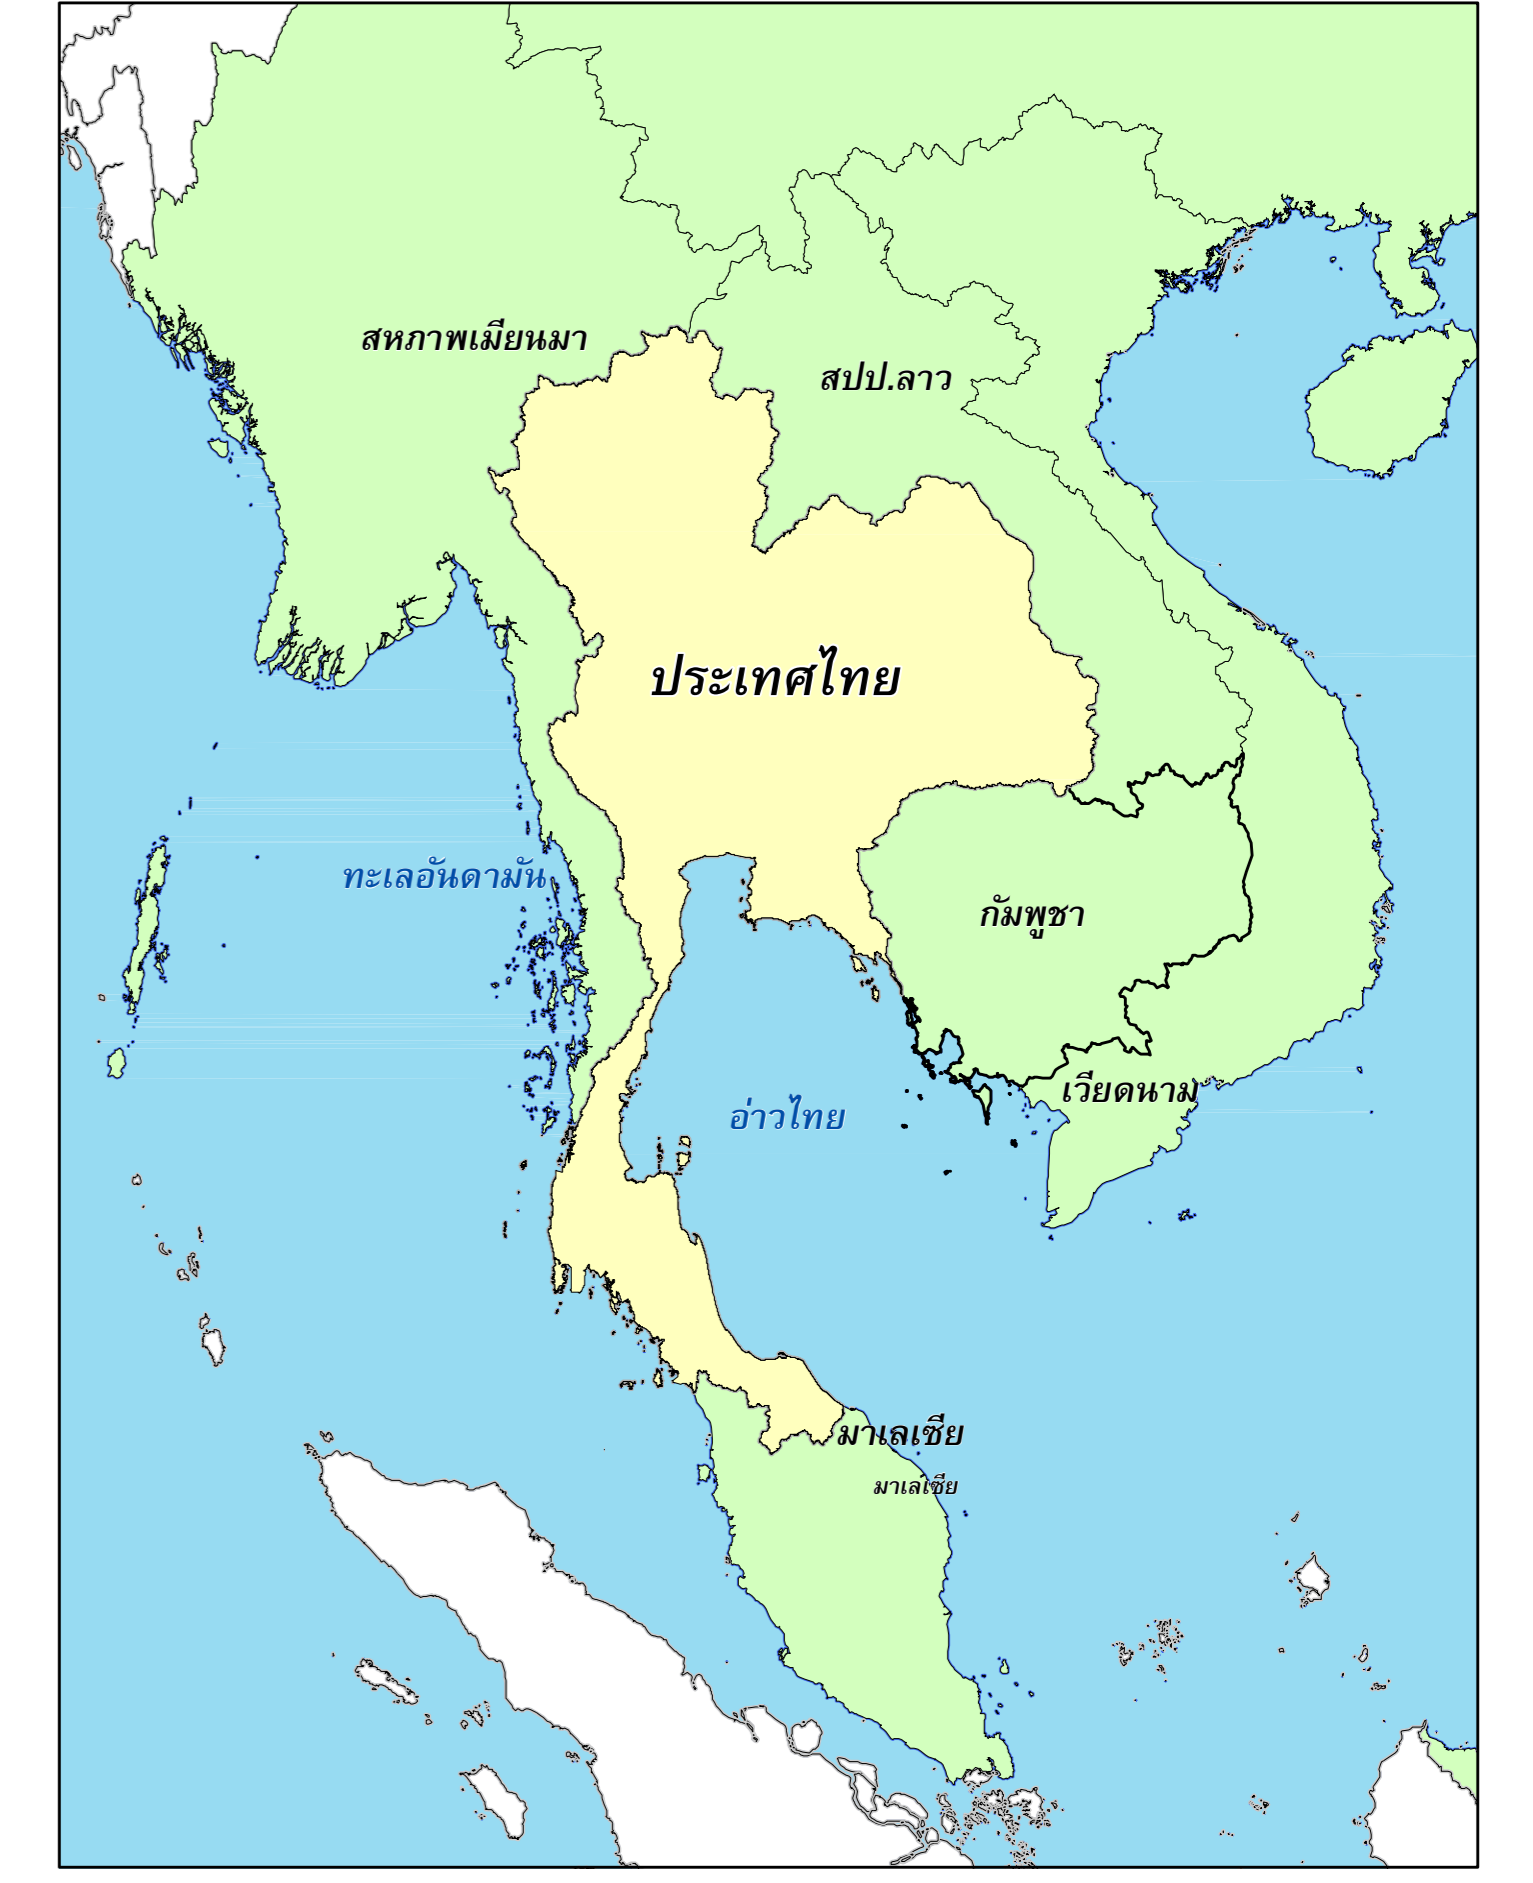 สหภาพเมียนมา
สปป.ลาว
ประเทศไทย
ทะเลอันดามัน
กัมพูชา
เวียดนาม
อ่าวไทย
มาเลเซีย
มาเลเซีย